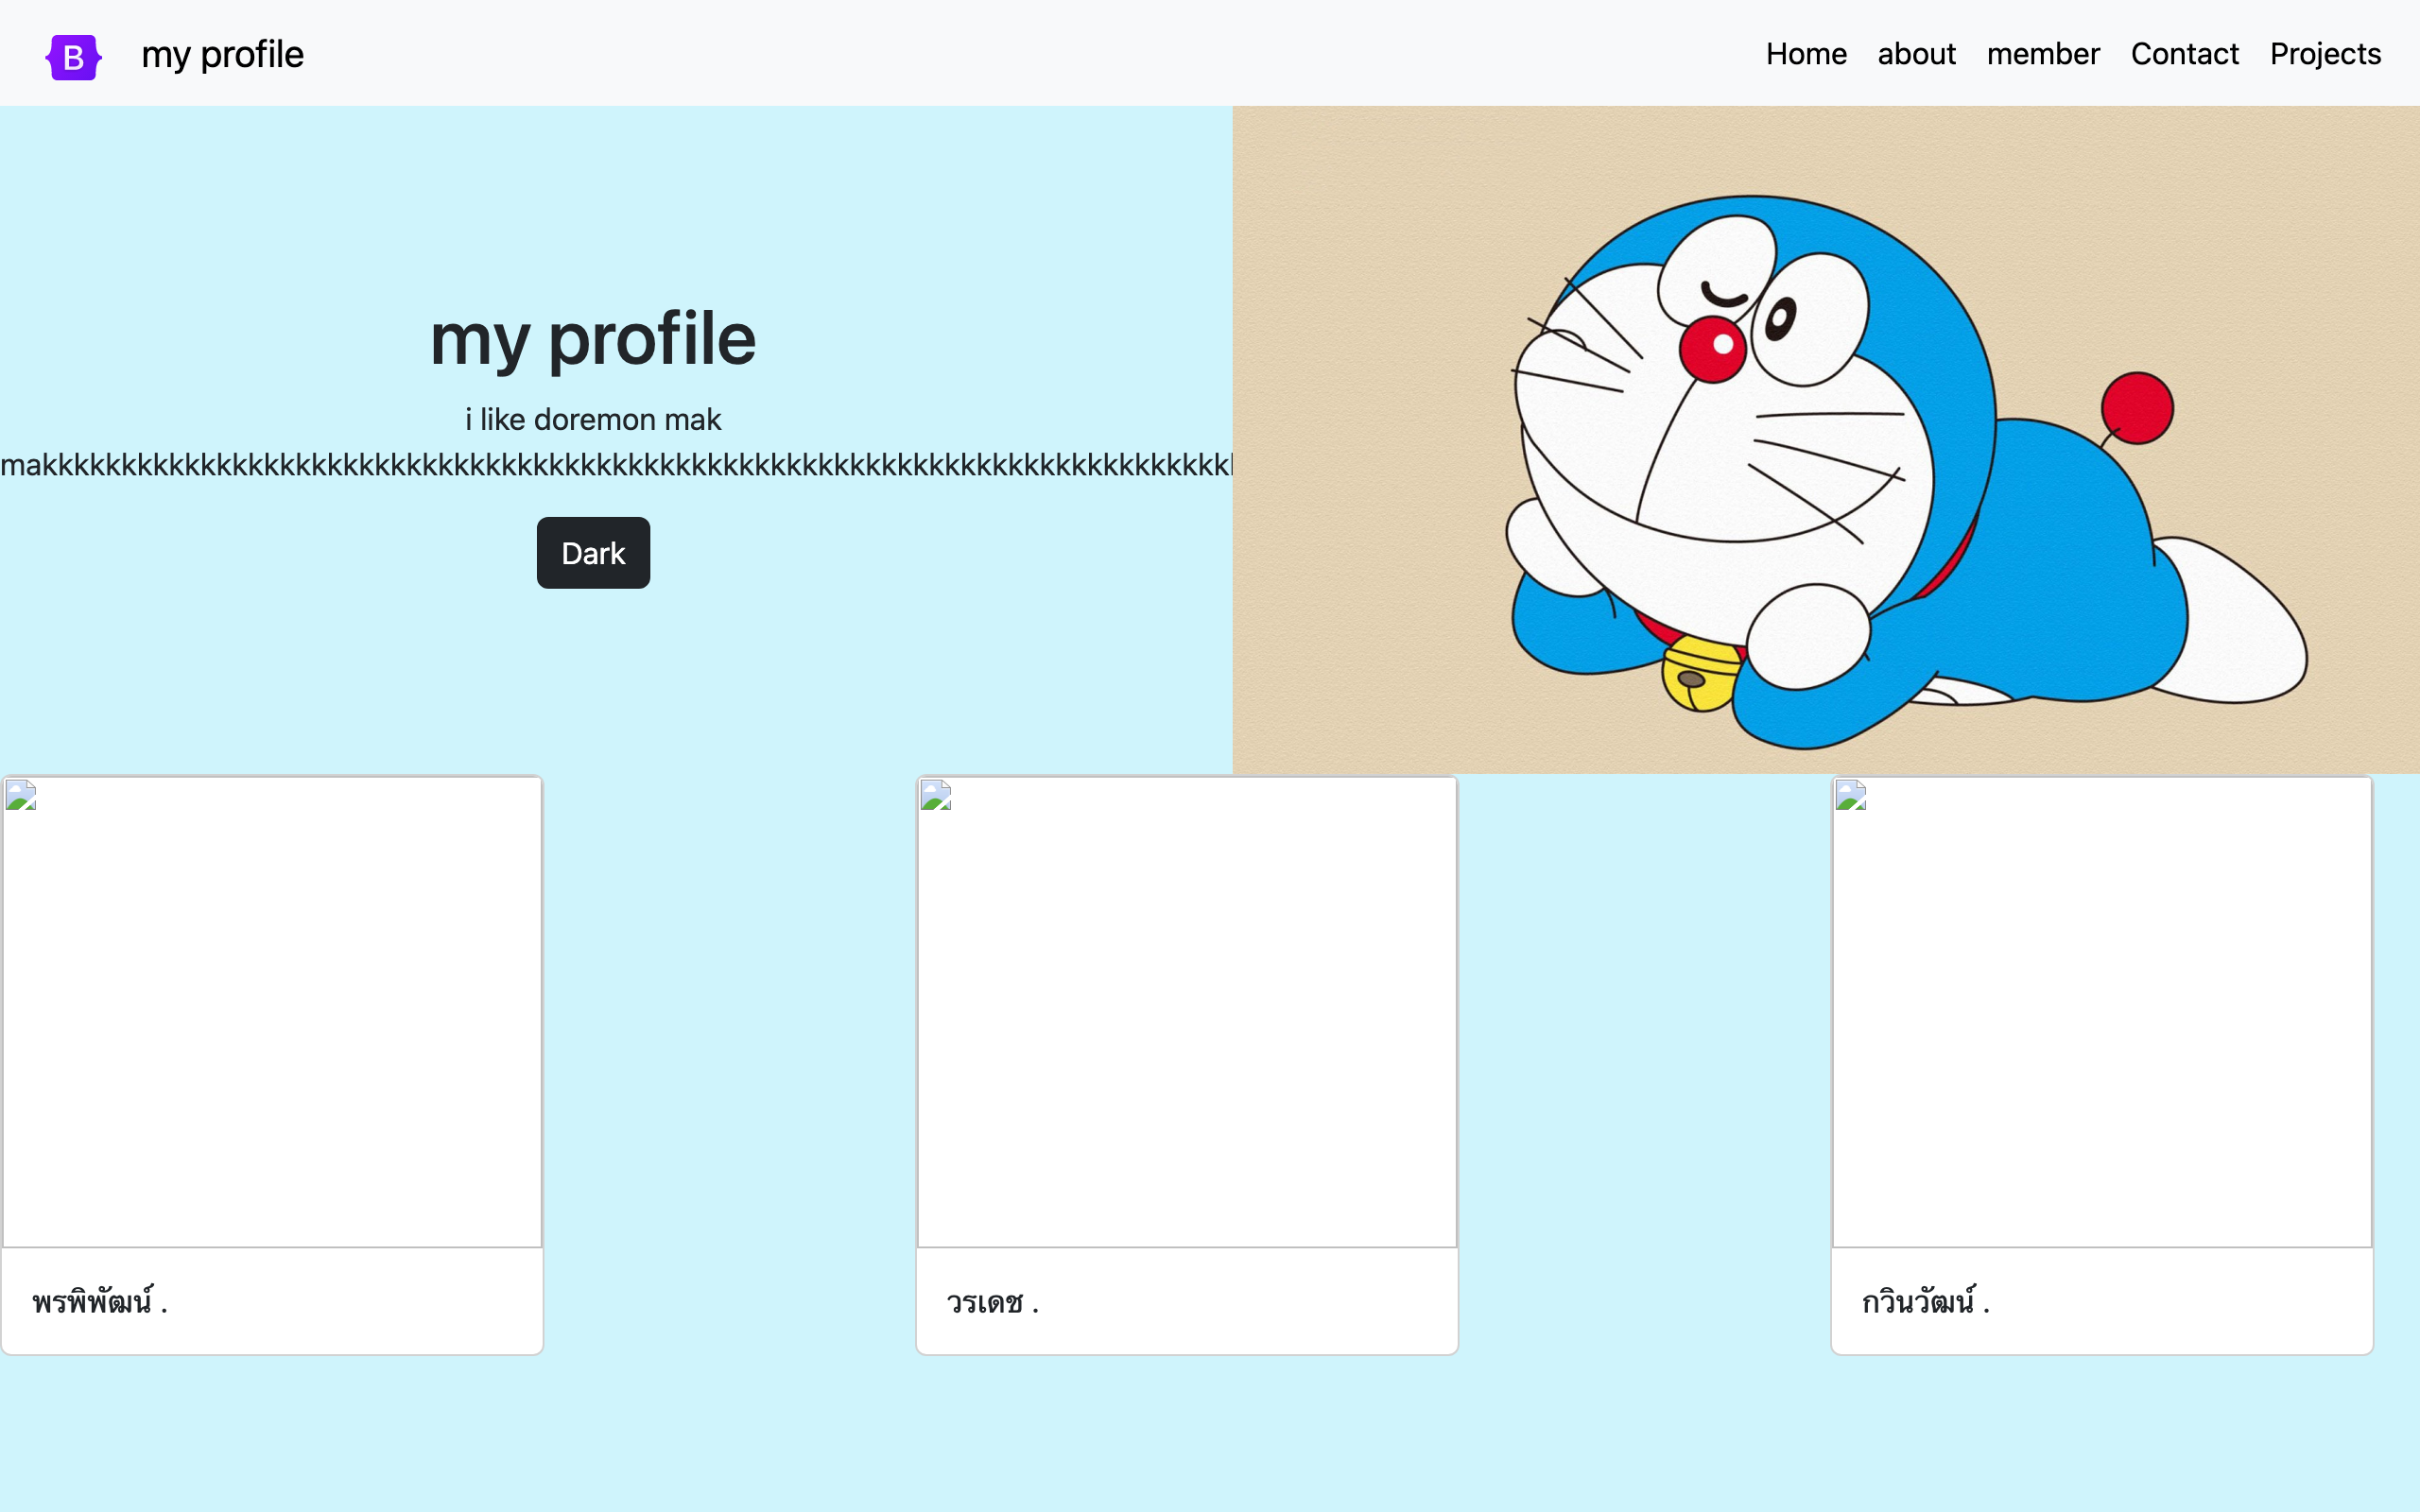 B my profile Home about member Contact Projects
my profile
i like doremon mak
makkkkkkkkkkkkkkkkkkkkkkkkkkkkkkkkkkkkkkkkkkkkkkkkkkkkkkkkkkkkkkkkkkkkkkkkkkk
Dark
พรพิพัฒน์ . วรเดช . กวินวัฒน์ .